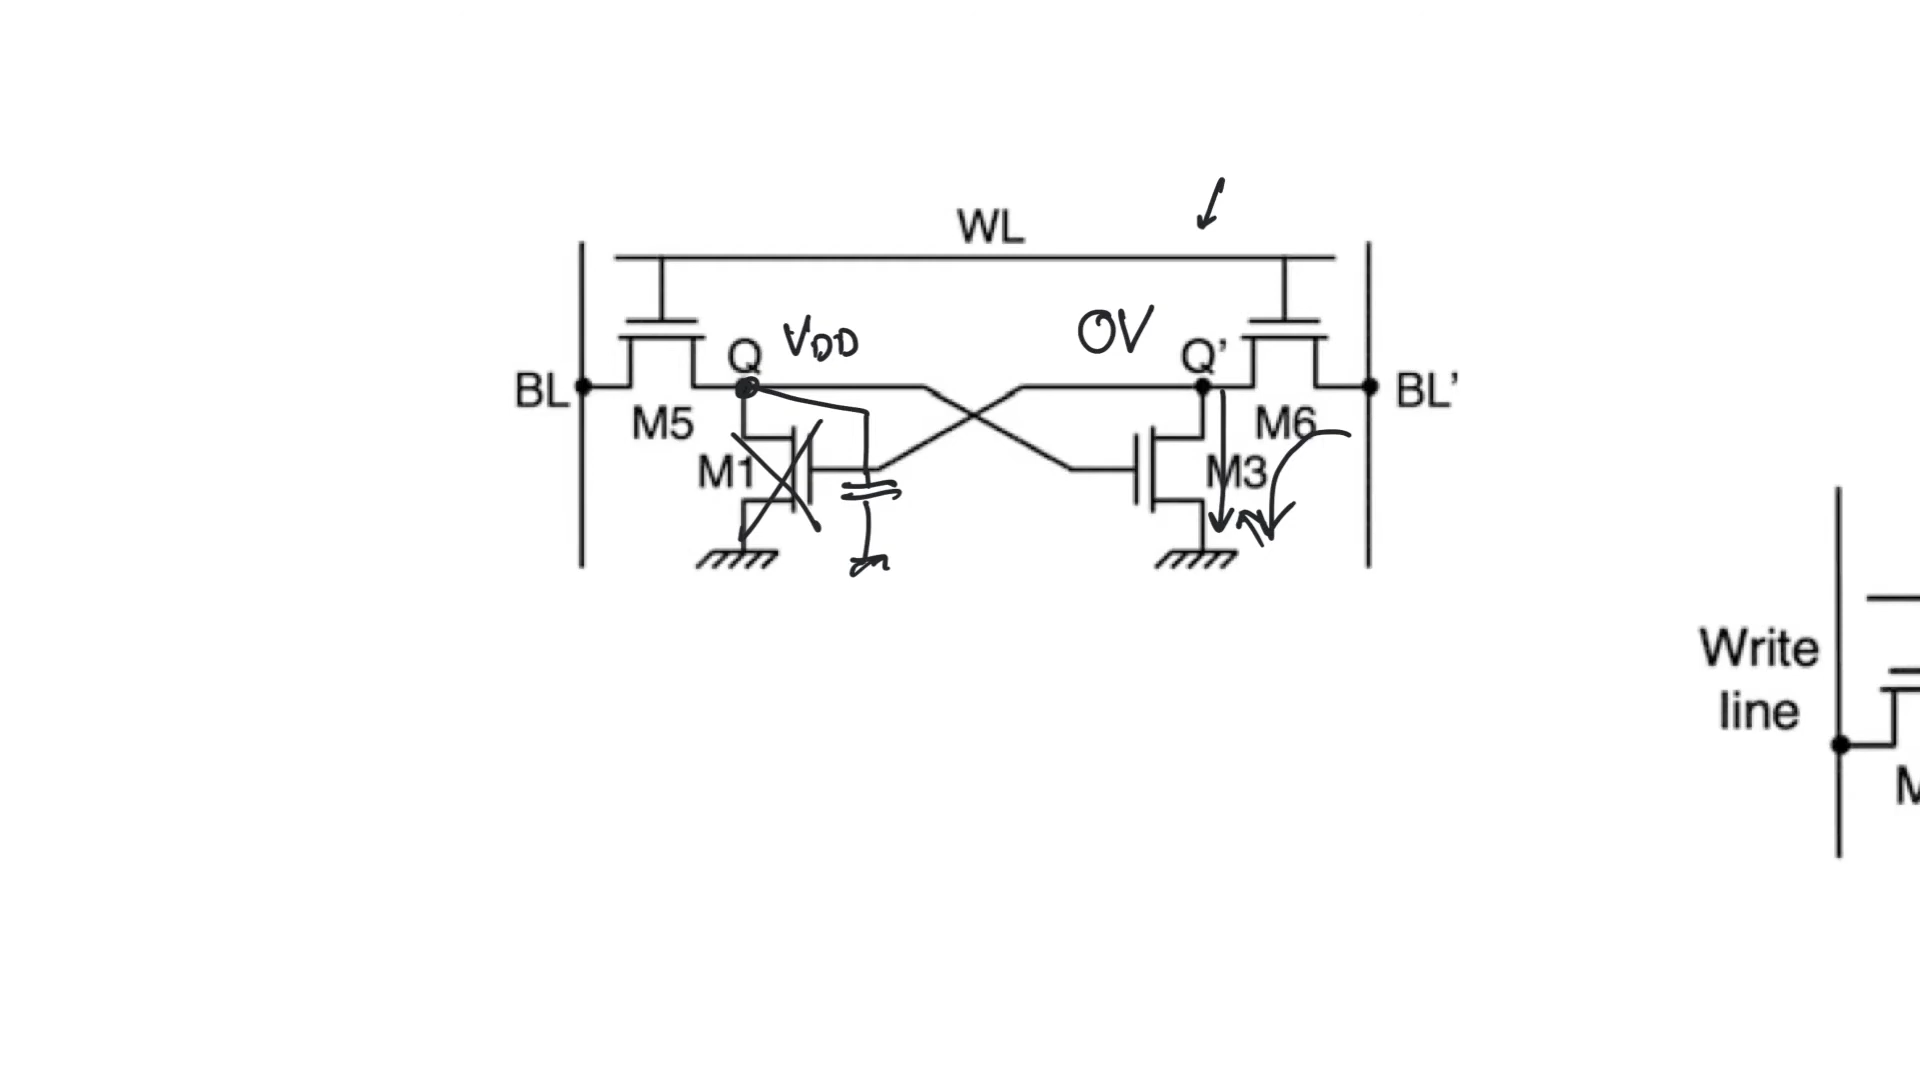 WL
Q VDD 0V Q’
BL BL’
M5 M6
M1 M3
Write
line
M